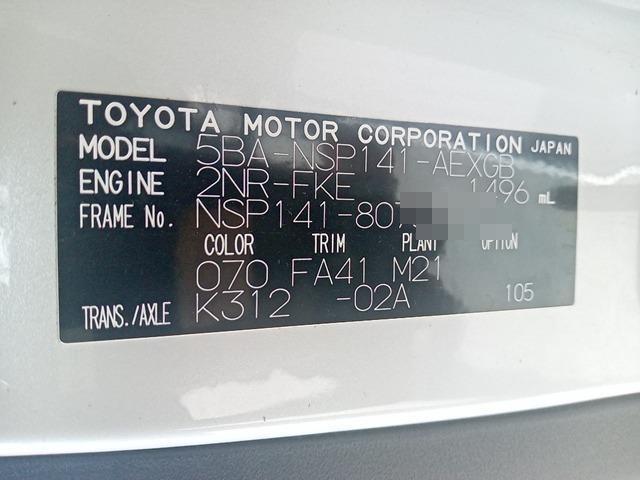 TOYOTA MOTOR CORPORATION JAPAN
MODEL 5BA-NSP141-AEXGB
ENGINE 2NR-FKE 1496 mL
FRAME No. NSP141-807
COLOR TRIM PLANT OPTION
070 FA41 M21
TRANS./AXLE K312 -02A 105